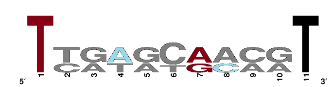 TTGAGCAACGT
CATATGCAA
5´ 1 2 3 4 5 6 7 8 9 10 11 3´